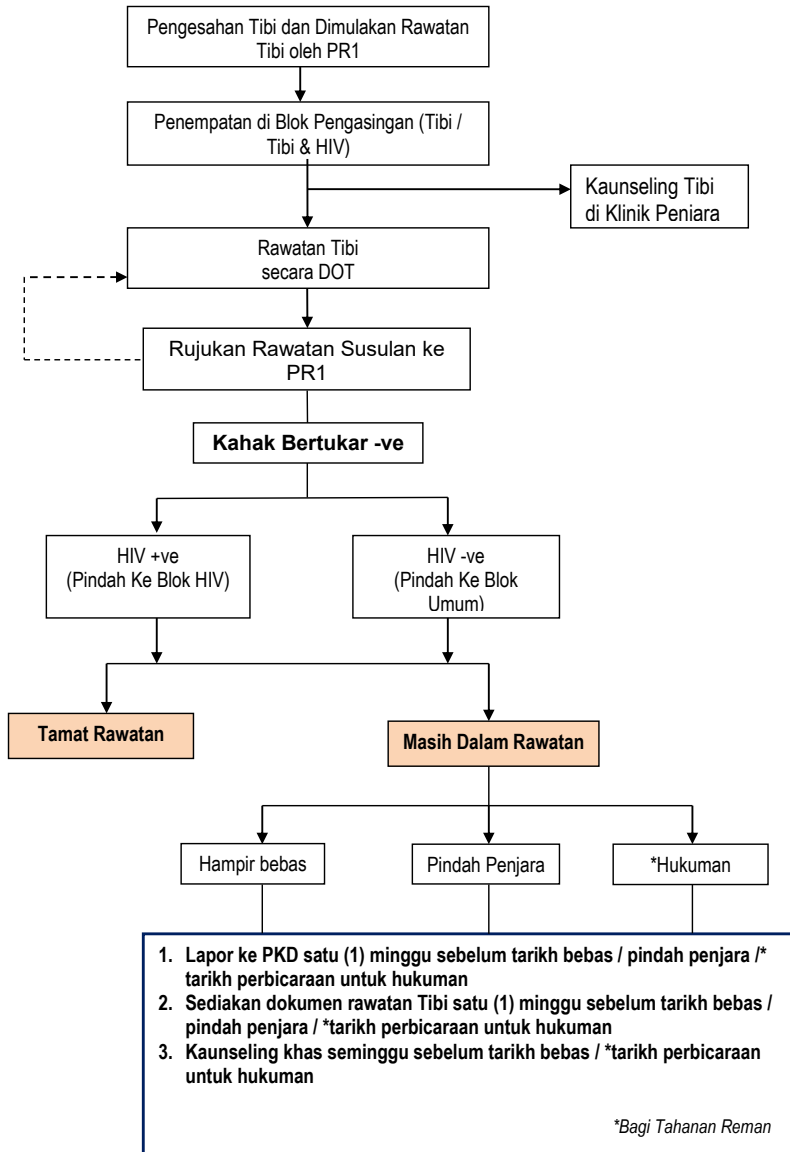 Pengesahan Tibi dan Dimulakan Rawatan
Tibi oleh PR1
Penempatan di Blok Pengasingan (Tibi /
Tibi & HIV)
Kaunseling Tibi
di Klinik Peniara
Rawatan Tibi
secara DOT
Rujukan Rawatan Susulan ke
PR1
Kahak Bertukar -ve
HIV +ve
(Pindah Ke Blok HIV)
HIV -ve
(Pindah Ke Blok
Umum)
Tamat Rawatan
Masih Dalam Rawatan
Hampir bebas
Pindah Penjara
*Hukuman
1. Lapor ke PKD satu (1) minggu sebelum tarikh bebas / pindah penjara /*
tarikh perbicaraan untuk hukuman
2. Sediakan dokumen rawatan Tibi satu (1) minggu sebelum tarikh bebas /
pindah penjara / *tarikh perbicaraan untuk hukuman
3. Kaunseling khas seminggu sebelum tarikh bebas / *tarikh perbicaraan
untuk hukuman
*Bagi Tahanan Reman